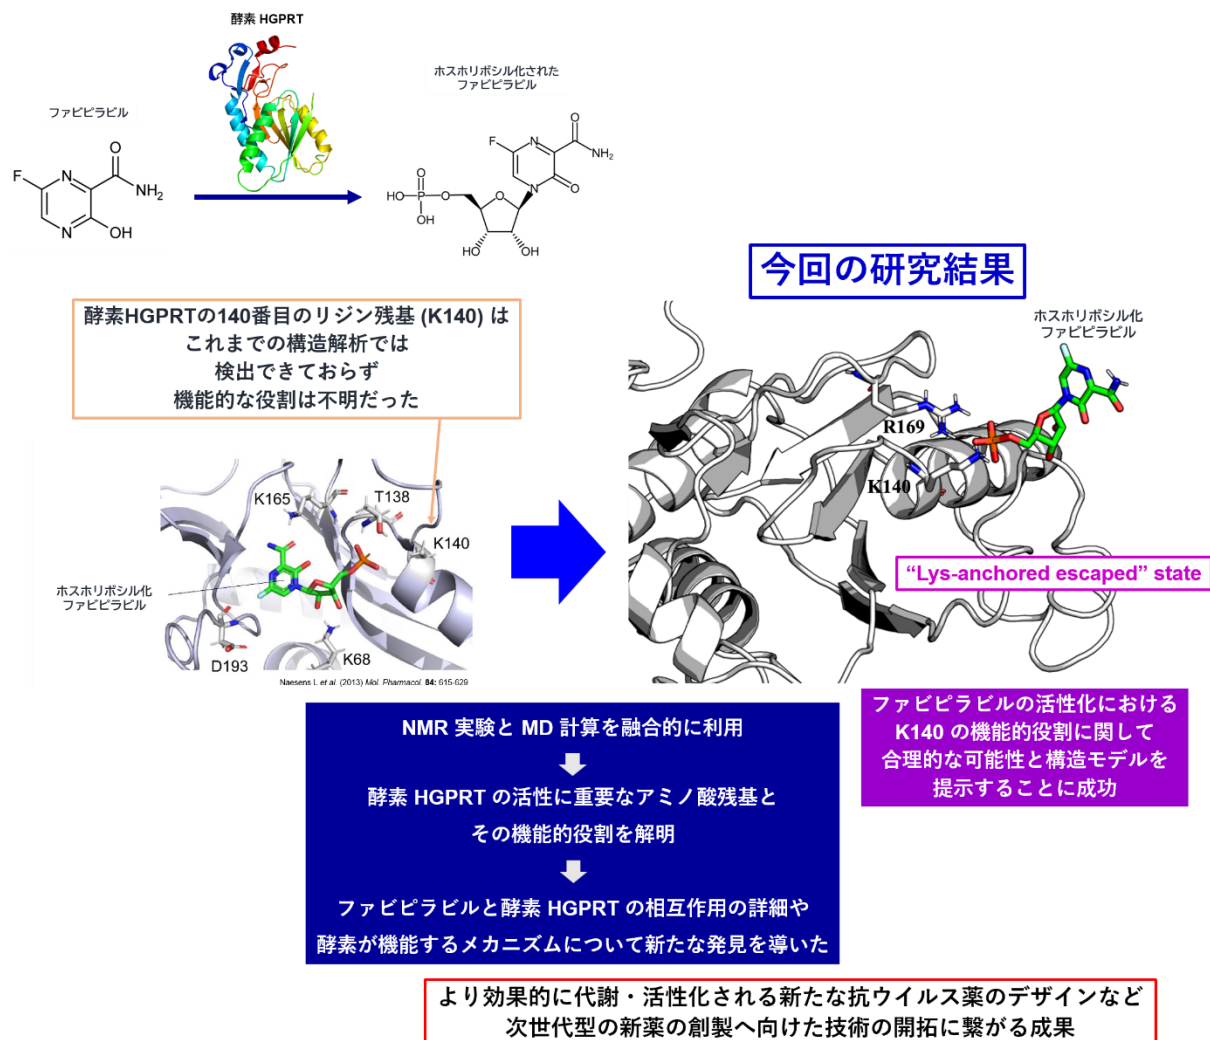 酵素 HGPRT
ファビピラビル
F
N
N
O
NH2
OH
ホスホリボシル化された
ファビピラビル
O
F
N
NH2
N
O
O
HO P O
OH
O
HO
OH
今回の研究結果
酵素HGPRTの140番目のリジン残基 (K140) は
これまでの構造解析では
検出できておらず
機能的な役割は不明だった
K165
T138
K140
ホスホリボシル化
ファビピラビル
D193
K68
Naesens L et al. (2013) Mol. Pharmacol. 84: 615-629
ホスホリボシル化
ファビピラビル
R169
K140
“Lys-anchored escaped” state
ファビピラビルの活性化における
K140 の機能的役割に関して
合理的な可能性と構造モデルを
提示することに成功
NMR 実験と MD 計算を融合的に利用
酵素 HGPRT の活性に重要なアミノ酸残基と
その機能的役割を解明
ファビピラビルと酵素 HGPRT の相互作用の詳細や
酵素が機能するメカニズムについて新たな発見を導いた
より効果的に代謝・活性化される新たな抗ウイルス薬のデザインなど
次世代型の新薬の創製へ向けた技術の開拓に繋がる成果